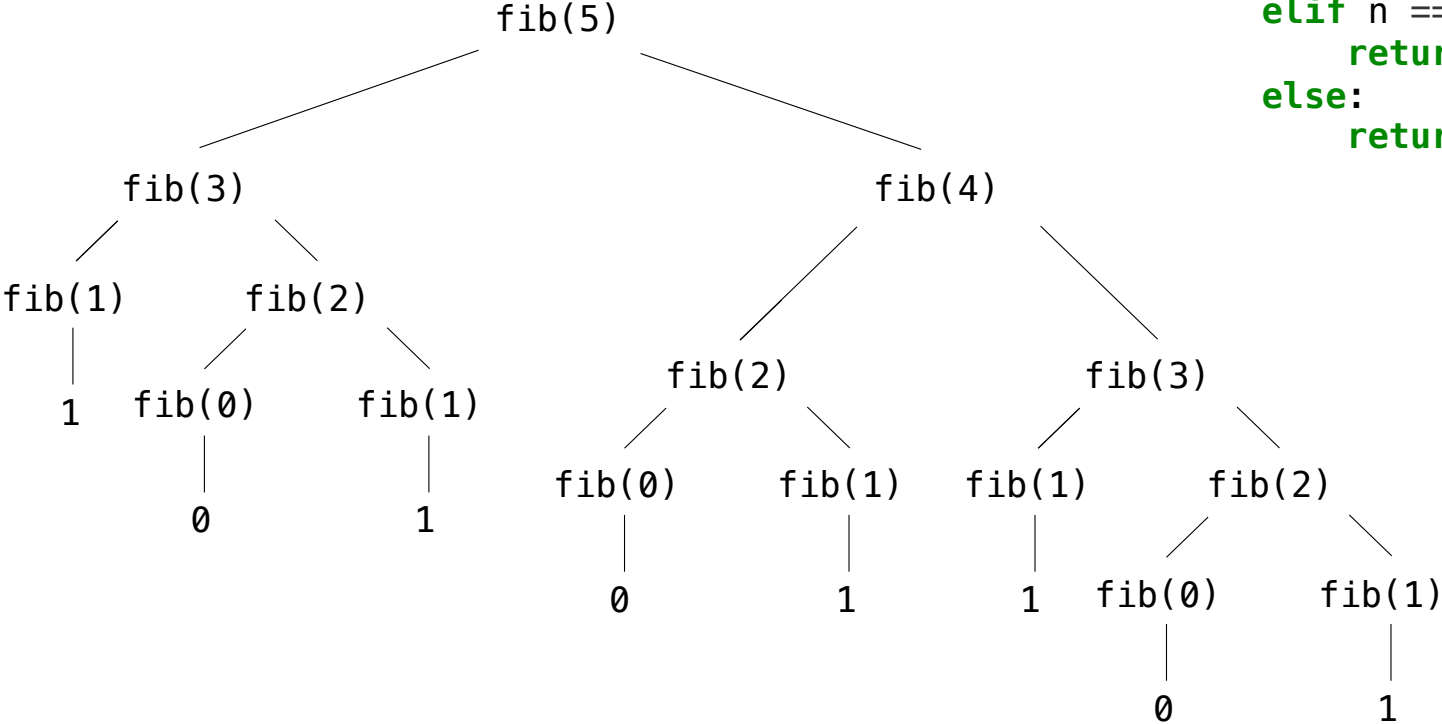 fib(5)
elif n ==
else:
fib(3) fib(4)
fib(1) fib(2)
fib(2) fib(3)
1 fib(0) fib(1)
fib(0) fib(1) fib(1) fib(2)
0 1
0 1 1 fib(0) fib(1)
0 1